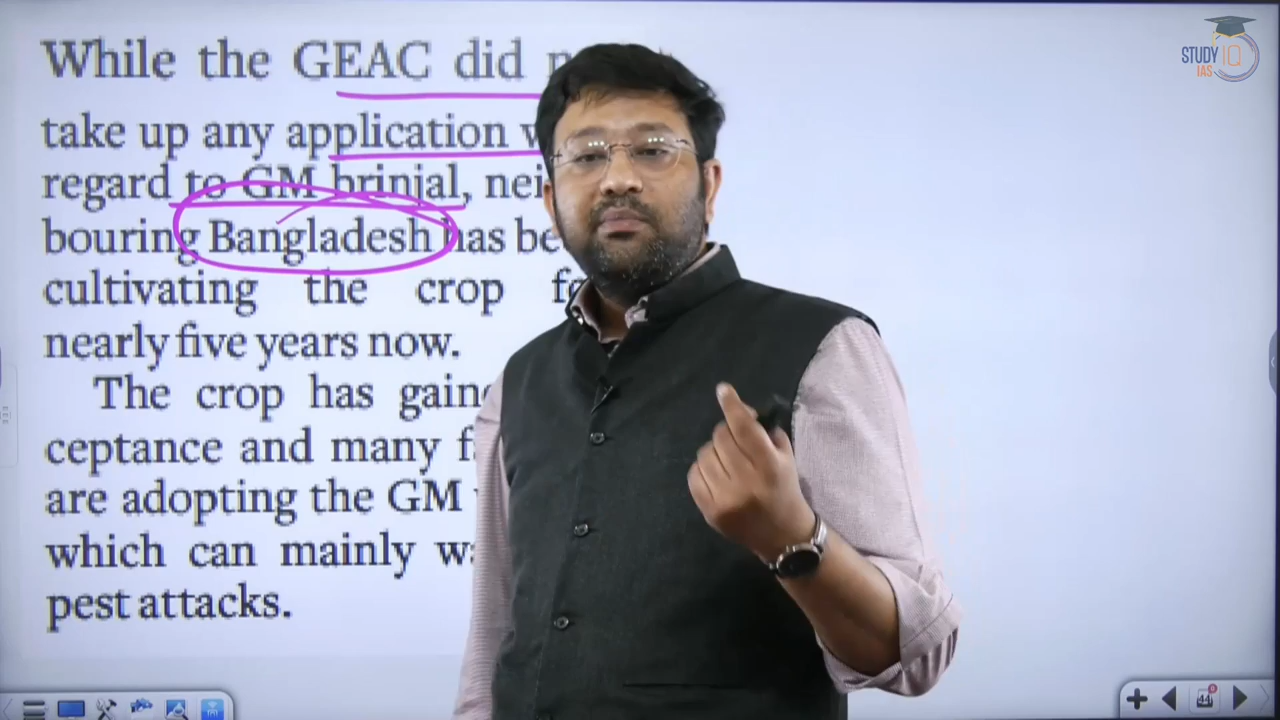 While the GEAC did
take up any application
regard to GM brinjal,
bouring Bangladesh has
cultivating the crop
nearly five years now.
The crop has
ceptance and many
are adopting the GM
which can mainly
pest attacks.
STUDY IQ
IAS
44